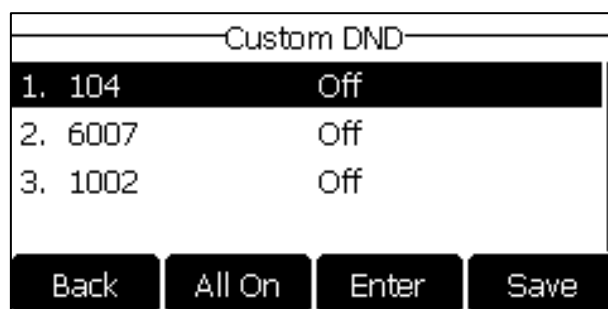 Custom DND
1. 104 Off
2. 6007 Off
3. 1002 Off
Back All On Enter Save